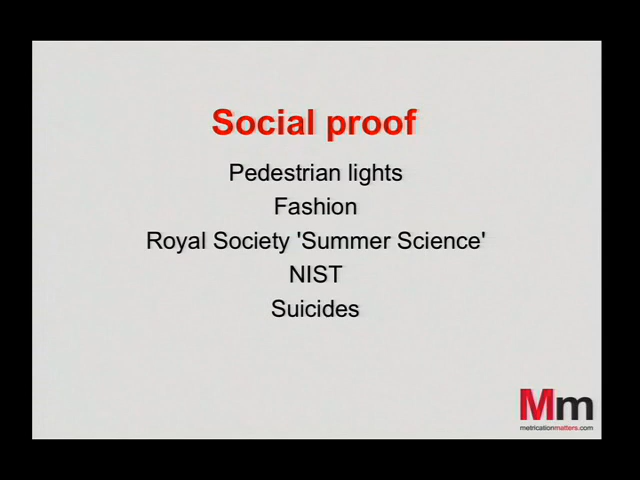 Social proof
Pedestrian lights
Fashion
Royal Society 'Summer Science'
NIST
Suicides
Mm
metricationmatters.com